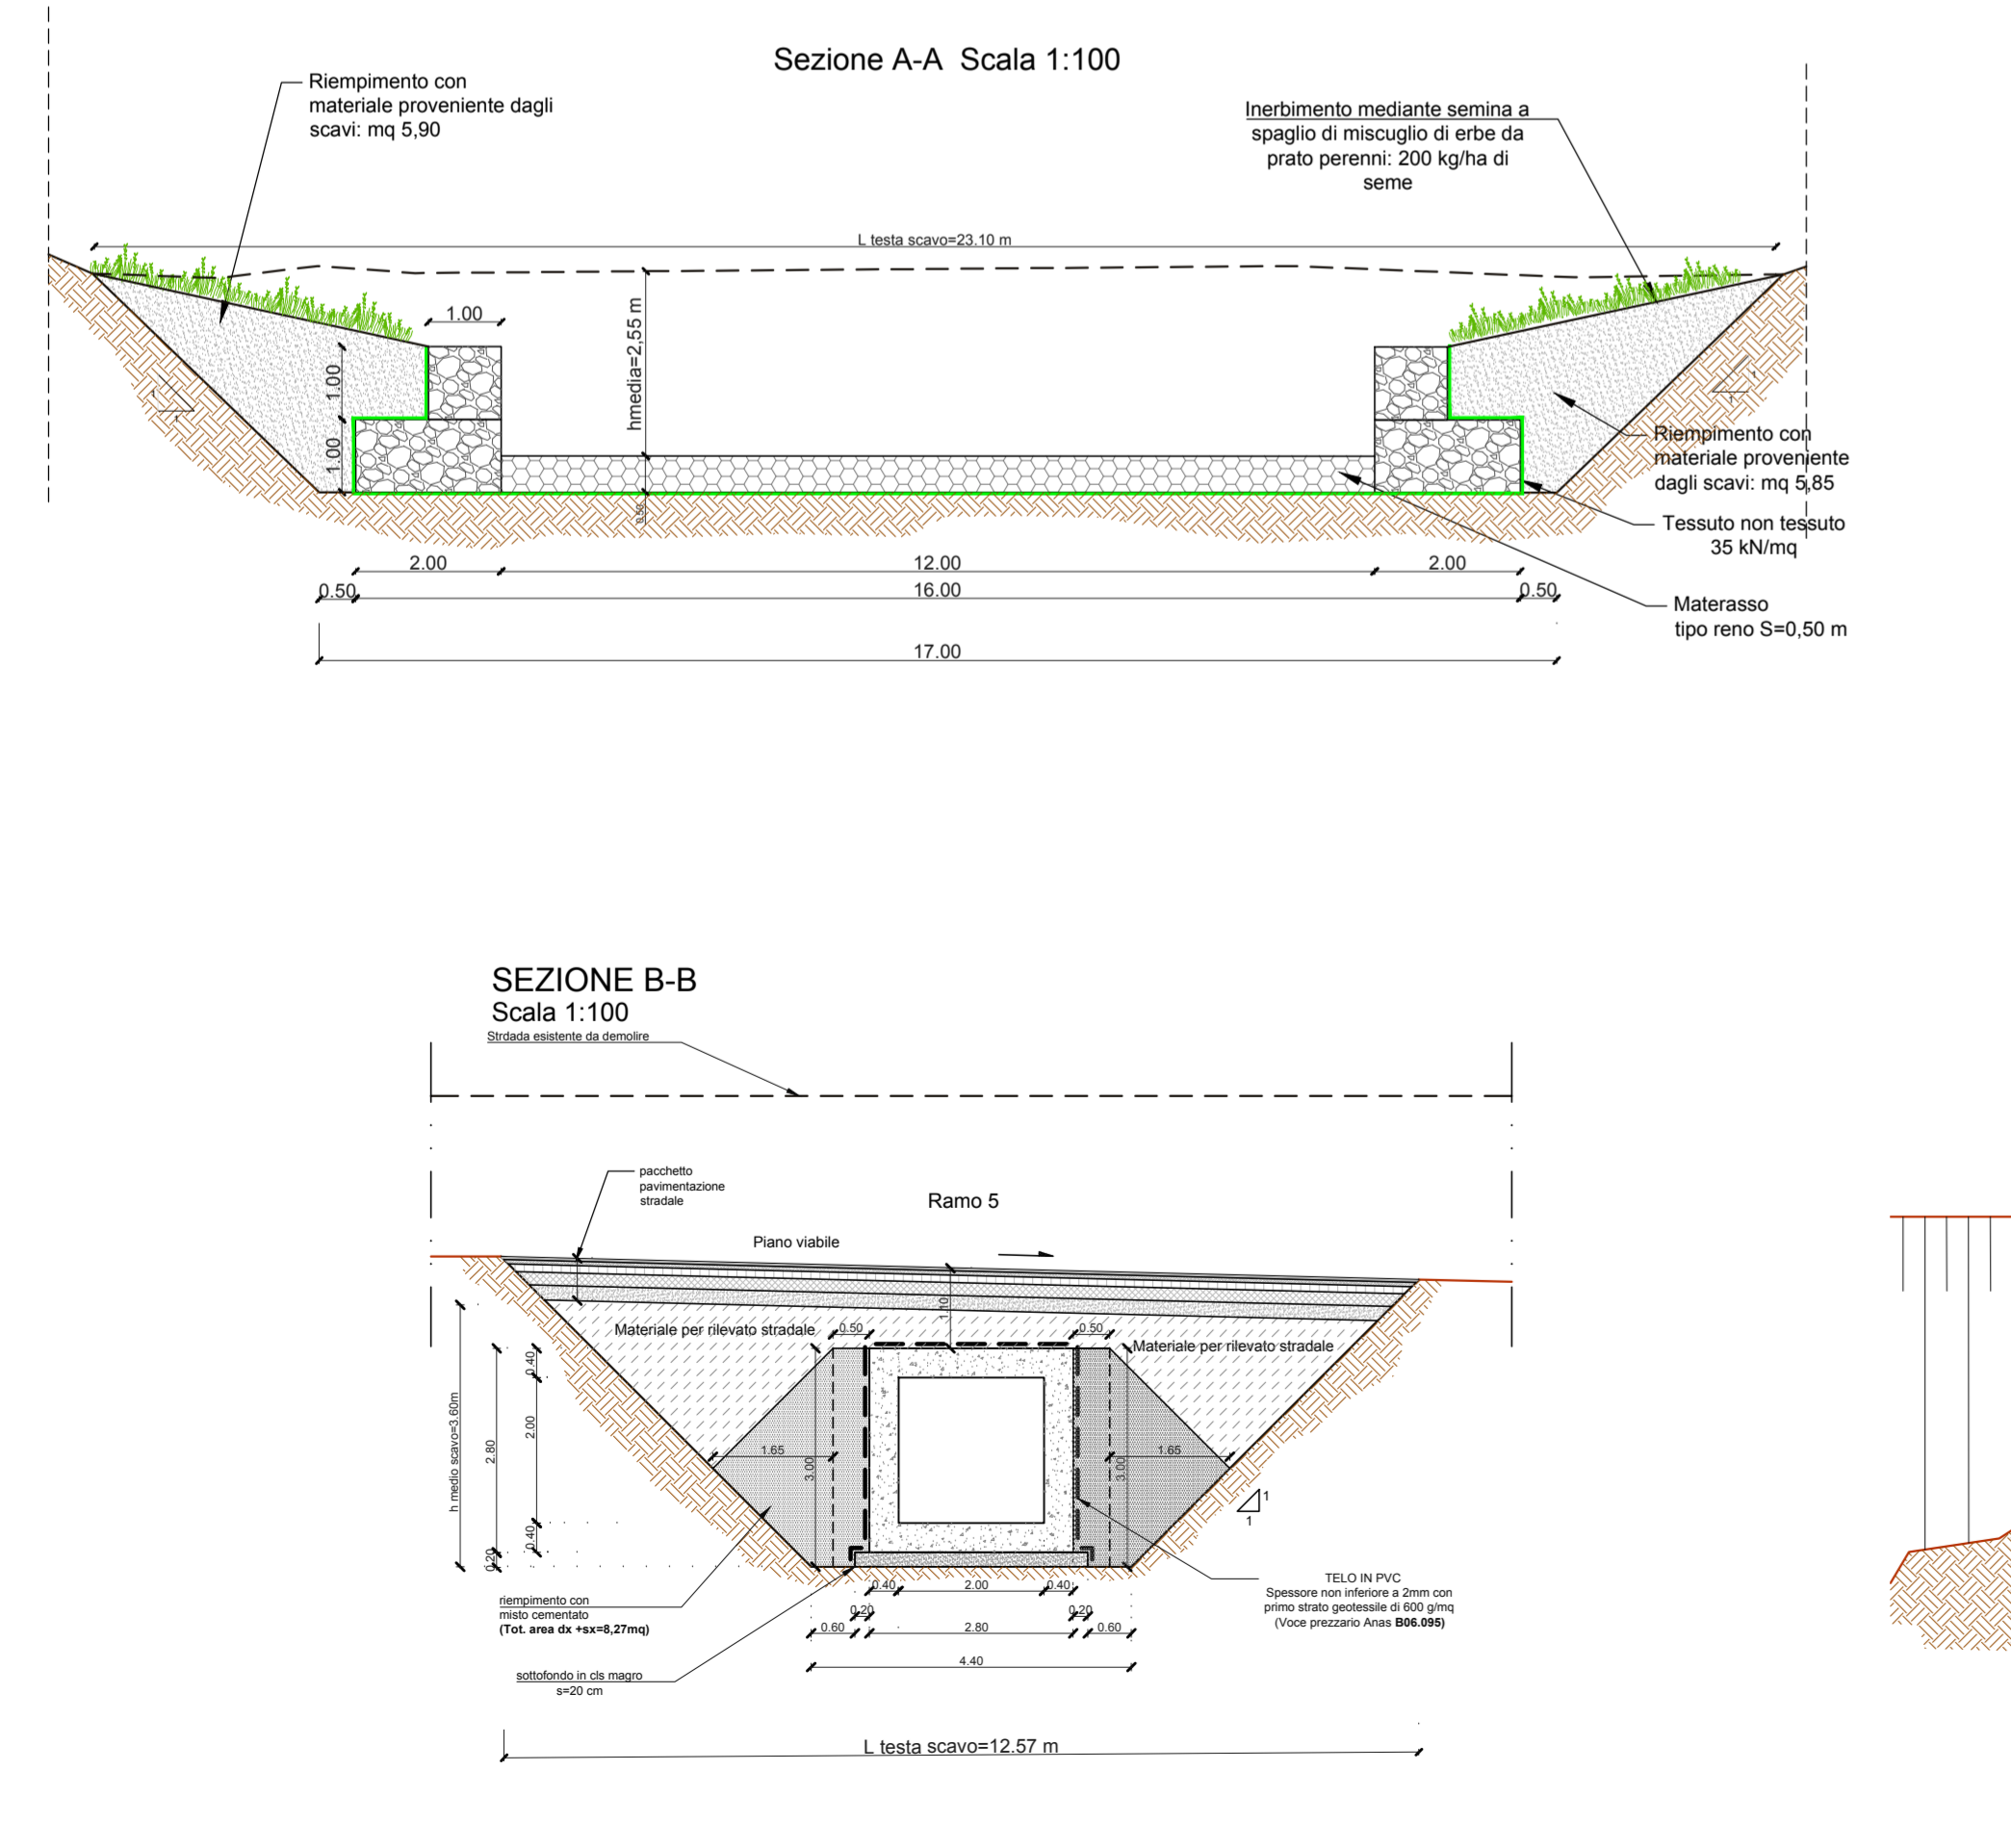 Sezione A-A  Scala 1:100
Riempimento con
materiale proveniente dagli
scavi: mq 5,90
Inerbimento mediante semina a
spaglio di miscuglio di erbe da
prato perenni: 200 kg/ha di
seme
L testa scavo=23.10 m
1.00
hmedia=2,55 m
1.00
1.00
0.50
1
1
1
1
Riempimento con
materiale proveniente
dagli scavi: mq 5,85
Tessuto non tessuto
35 kN/mq
Materasso
tipo reno S=0,50 m
2.00
12.00
2.00
0.50
16.00
0.50
17.00
SEZIONE B-B
Scala 1:100
Strdada esistente da demolire
pacchetto
pavimentazione
stradale
Ramo 5
Piano viabile
1.10
Materiale per rilevato stradale
0.50
0.50
Materiale per rilevato stradale
h medio scavo=3.60m
2.80
0.20
0.40
2.00
0.40
1.65
3.00
1.65
3.00
1
1
riempimento con
misto cementato
(Tot. area dx +sx=8,27mq)
sottofondo in cls magro
s=20 cm
TELO IN PVC
Spessore non inferiore a 2mm con
primo strato geotessile di 600 g/mq
(Voce prezzario Anas B06.095)
0.40
2.00
0.40
0.20
0.20
0.60
2.80
0.60
4.40
L testa scavo=12.57 m